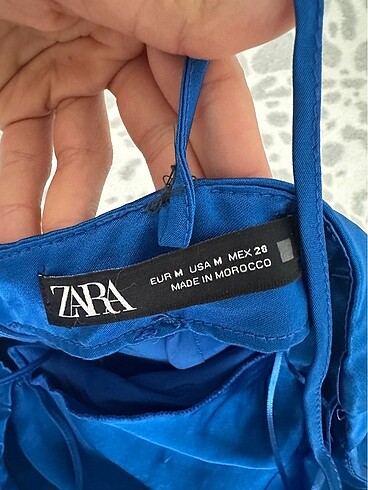 ZARA
EUR M USA M MEX 28
MADE IN MOROCCO